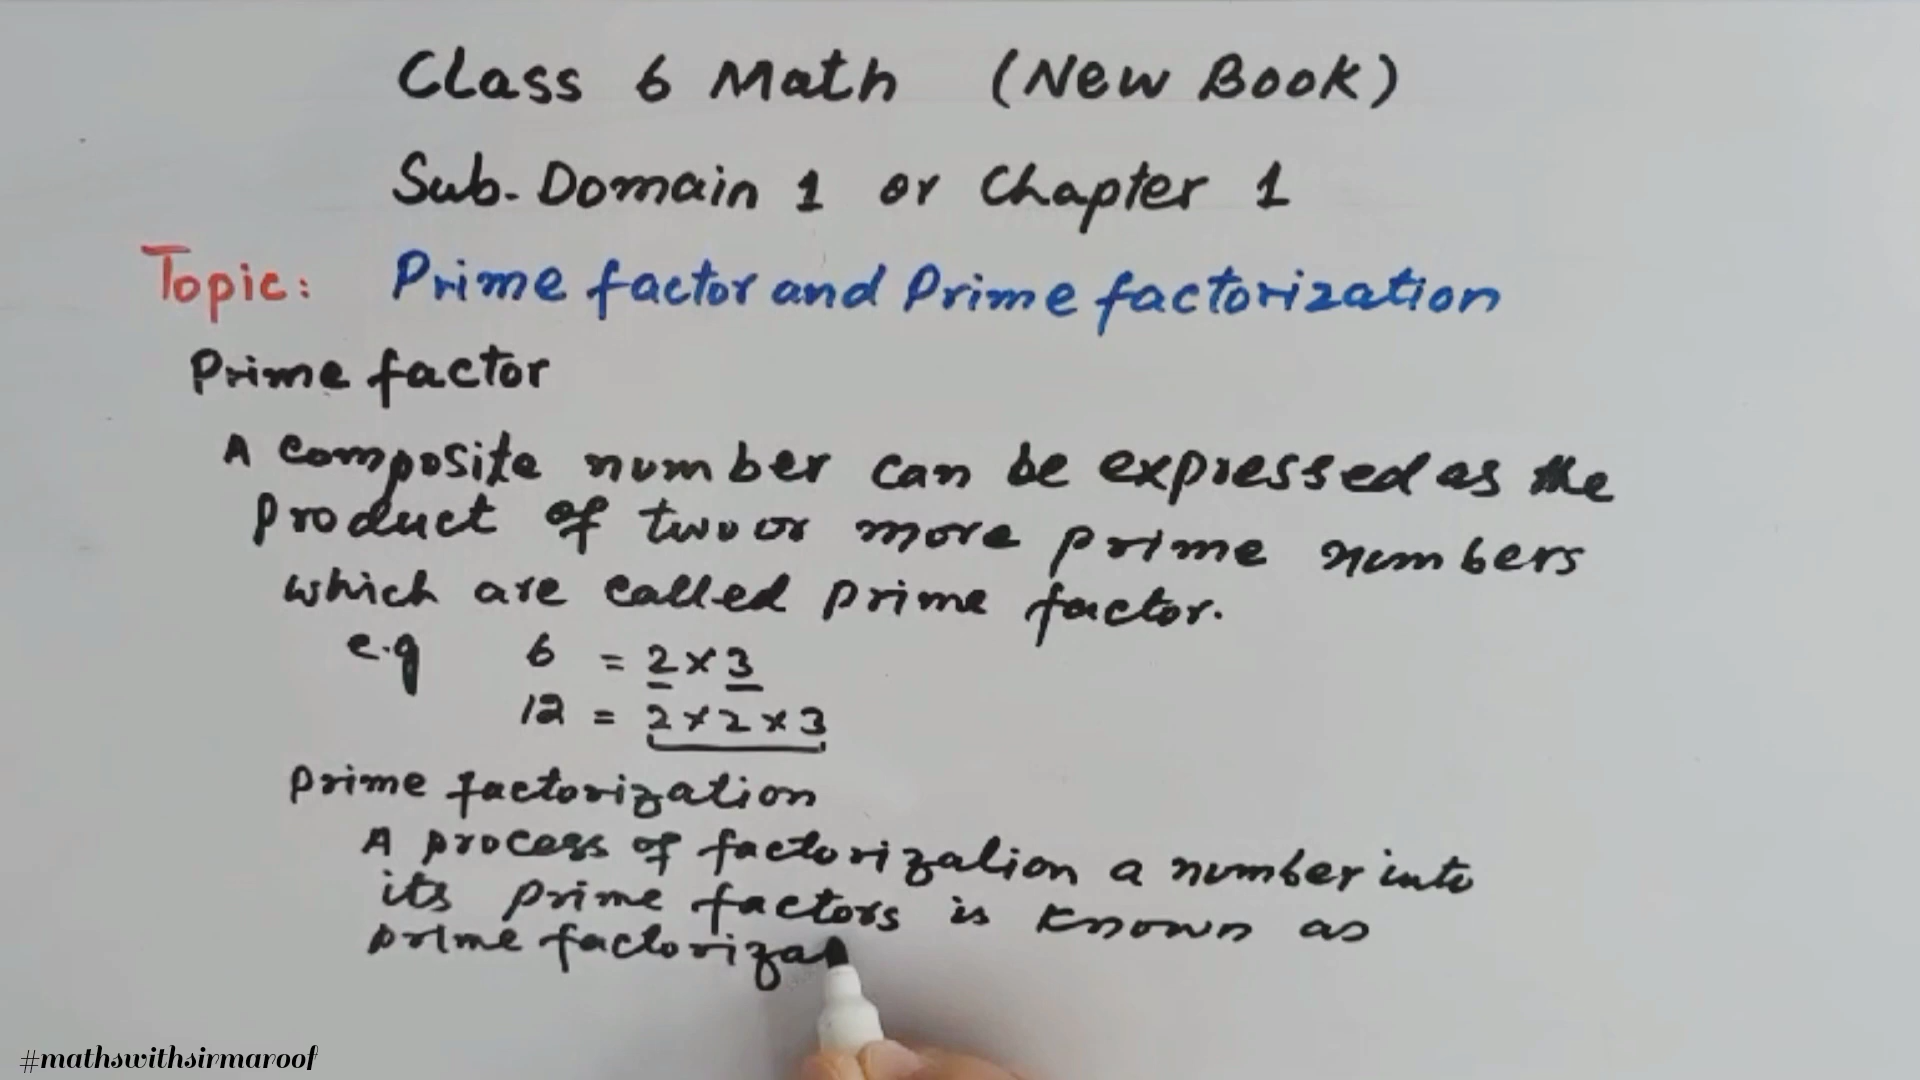 Class 6 Math (New Book)
Sub-Domain 1 or Chapter 1
Topic: Prime factor and Prime factorization
Prime factor
A composite number can be expressed as the
product of two or more prime numbers
which are called prime factor.
e.g 6 = 2 × 3
12 = 2 × 2 × 3
Prime factorization
A process of factorization a number into
its prime factors is known as
prime factoriza
#mathswithsirmaroof